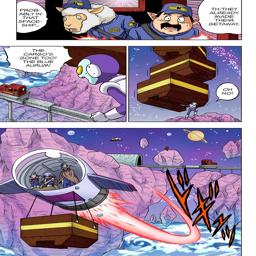 TH-THEY
ALREADY
MADE
THEIR
GETAWAY.
PROB-
ABLY IN
THAT
SPACE-
SHIP...
OH
NO!
THE
CARGO'S
GONE TOO!
THE BLUE
AURUM!